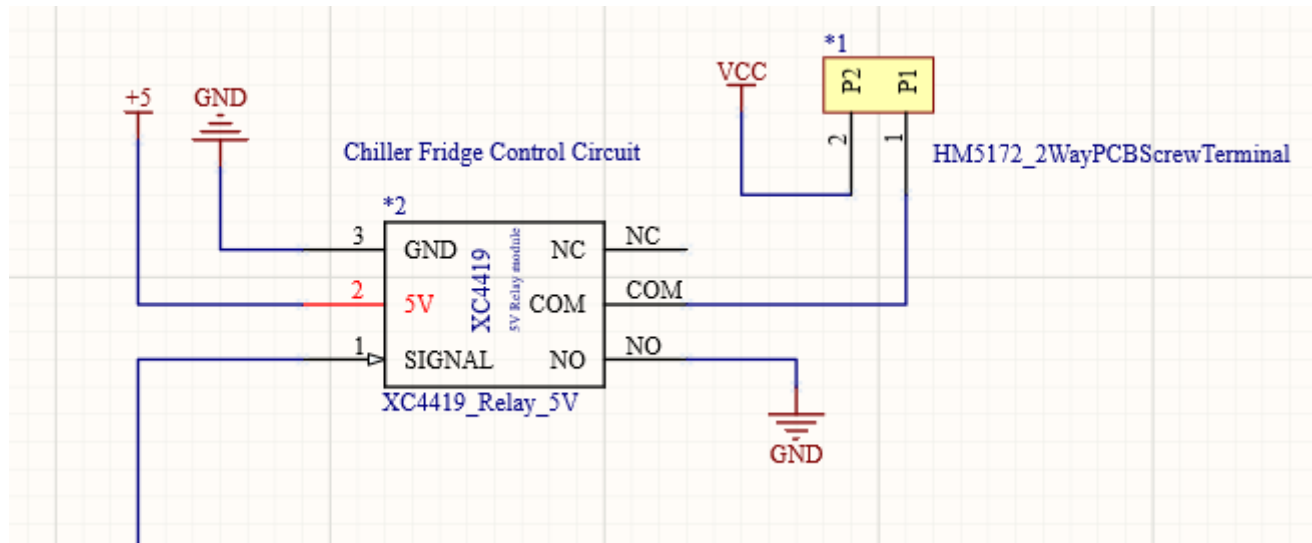 *1
VCC
P2
P1
2
1
HM5172_2WayPCBScrewTerminal
+5
GND
Chiller Fridge Control Circuit
*2
3
GND
XC4419
5V Relay module
NC
NC
2
5V
COM
COM
1
SIGNAL
NO
NO
XC4419_Relay_5V
GND